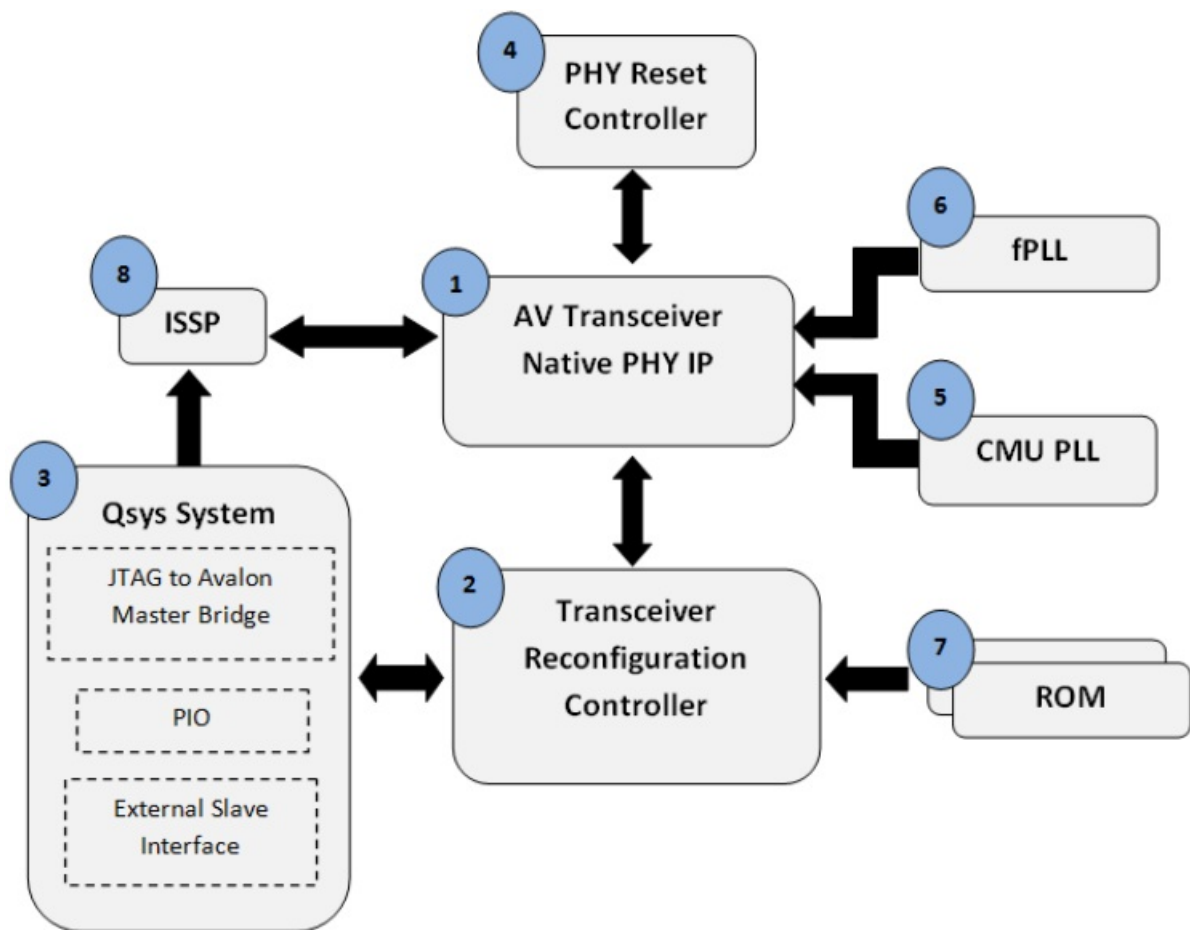 4
PHY Reset
Controller
6
fPLL
8
ISSP
1
AV Transceiver
Native PHY IP
5
CMU PLL
3
Qsys System
JTAG to Avalon
Master Bridge
PIO
External Slave
Interface
2
Transceiver
Reconfiguration
Controller
7
ROM